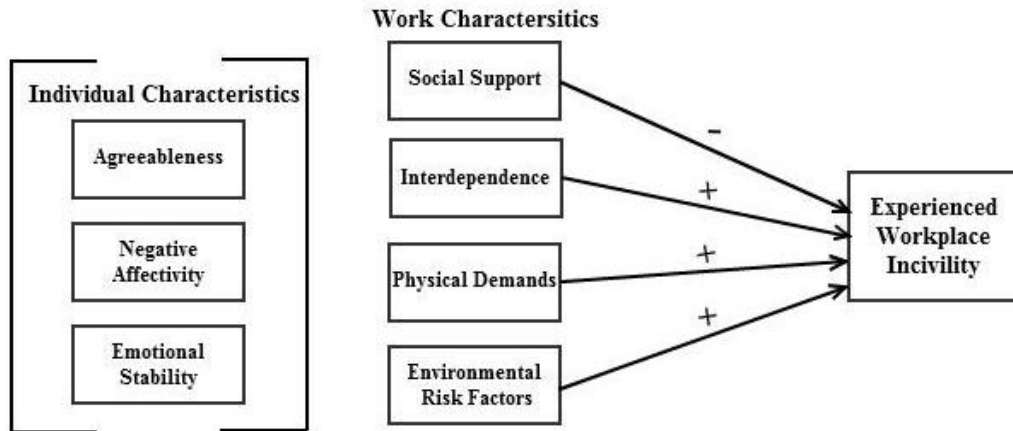 Work Charactersitics
Individual Characteristics
Agreeableness
Negative
Affectivity
Emotional
Stability
Social Support
Interdependence
Physical Demands
Environmental
Risk Factors
-
+
+
+
Experienced
Workplace
Incivility